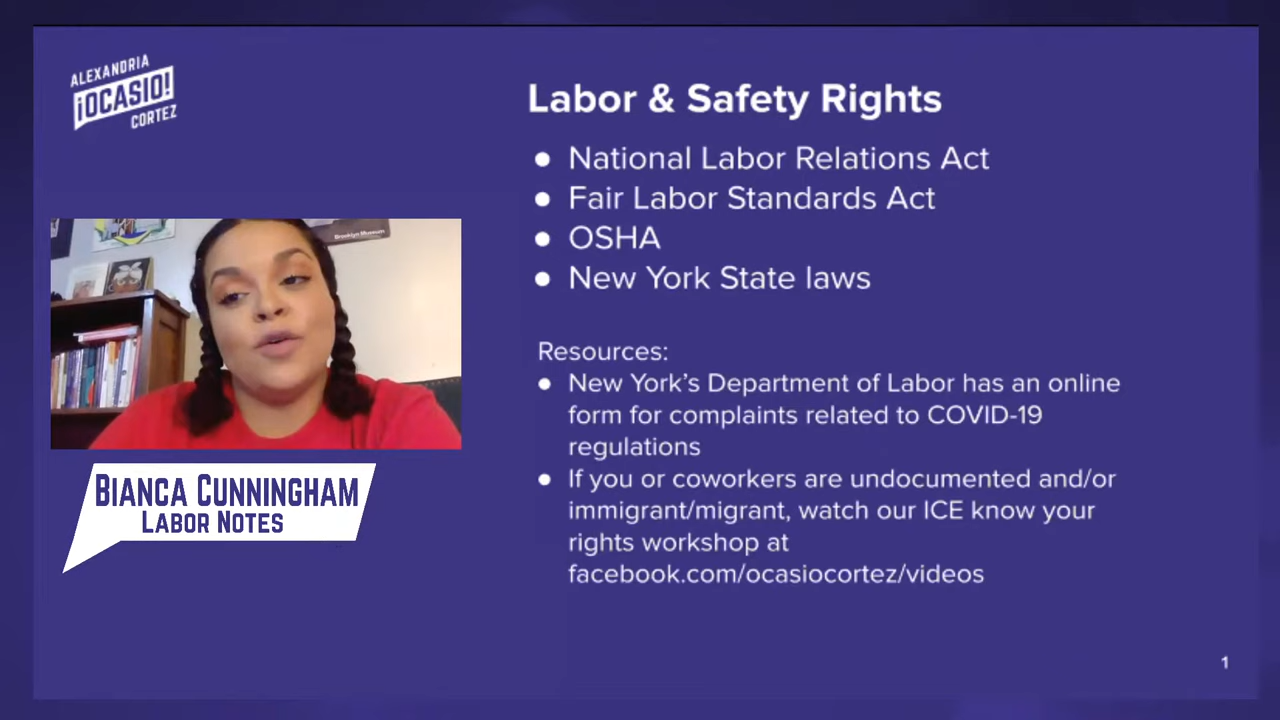 ALEXANDRIA
¡OCASIO!
CORTEZ
Labor & Safety Rights
● National Labor Relations Act
● Fair Labor Standards Act
● OSHA
● New York State laws
Brooklyn Museum
BIANCA CUNNINGHAM
LABOR NOTES
Resources:
● New York’s Department of Labor has an online
form for complaints related to COVID-19
regulations
● If you or coworkers are undocumented and/or
immigrant/migrant, watch our ICE know your
rights workshop at
facebook.com/ocasiocortez/videos
1